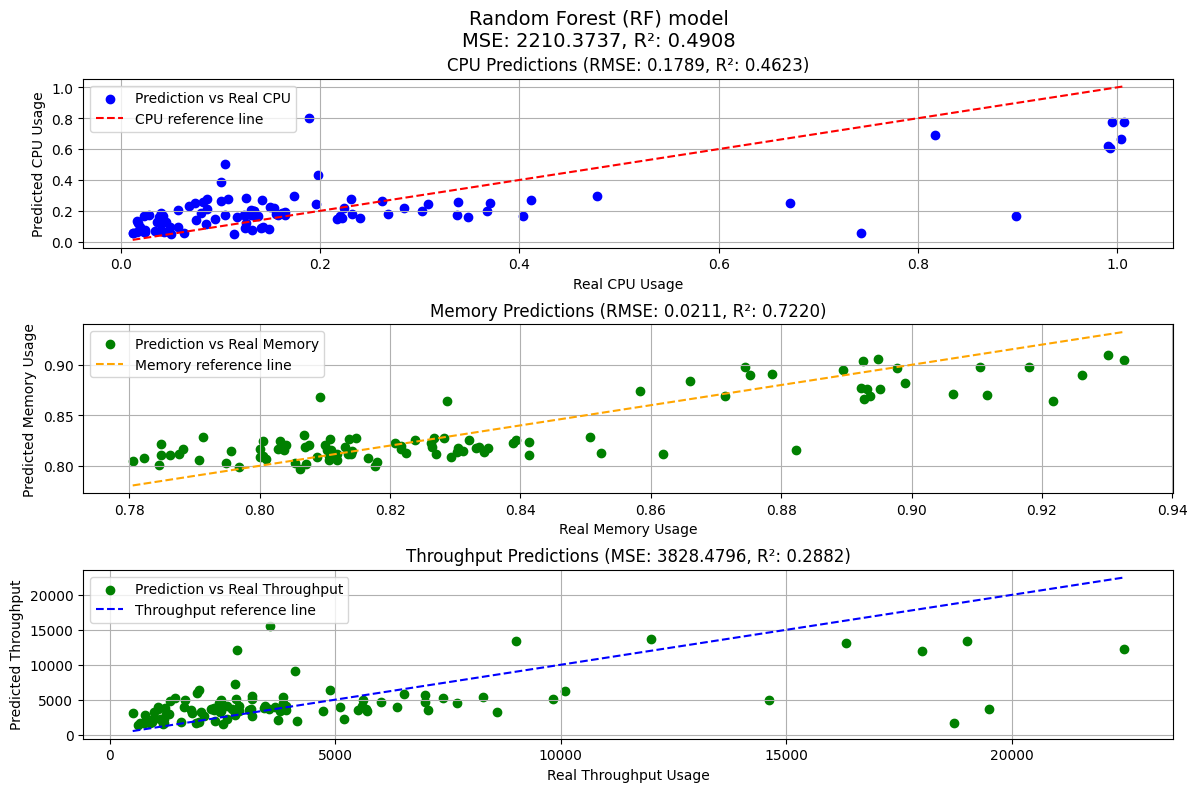 Random Forest (RF) model
MSE: 2210.3737, R²: 0.4908
CPU Predictions (RMSE: 0.1789, R²: 0.4623)
Predicted CPU Usage
1.0
0.8
0.6
0.4
0.2
0.0
Prediction vs Real CPU
CPU reference line
0.0 0.2 0.4 0.6 0.8 1.0
Real CPU Usage
Memory Predictions (RMSE: 0.0211, R²: 0.7220)
Predicted Memory Usage
0.90
0.85
0.80
Prediction vs Real Memory
Memory reference line
0.78 0.80 0.82 0.84 0.86 0.88 0.90 0.92 0.94
Real Memory Usage
Throughput Predictions (MSE: 3828.4796, R²: 0.2882)
Predicted Throughput
20000
15000
10000
5000
0
Prediction vs Real Throughput
Throughput reference line
0 5000 10000 15000 20000
Real Throughput Usage